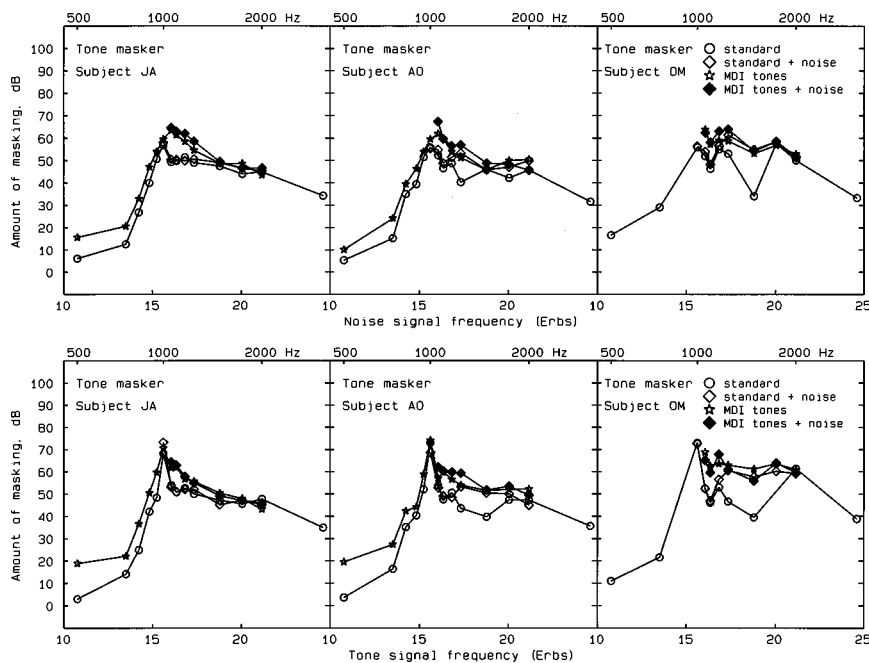 500 1000 2000 Hz 500 1000 2000 Hz 500 1000 2000 Hz
100 Tone masker Tone masker Tone masker standard
90 Subject JA Subject AO Subject OM standard + noise
80 MDI tones
70 MDI tones + noise
60
50
40
30
20
10
0
Amount of masking, dB
10 15 20 10 15 20 10 15 20 25
Noise signal frequency (Erbs)
500 1000 2000 Hz 500 1000 2000 Hz 500 1000 2000 Hz
100 Tone masker Tone masker Tone masker standard
90 Subject JA Subject AO Subject OM standard + noise
80 MDI tones
70 MDI tones + noise
60
50
40
30
20
10
0
Amount of masking, dB
10 15 20 10 15 20 10 15 20 25
Tone signal frequency (Erbs)